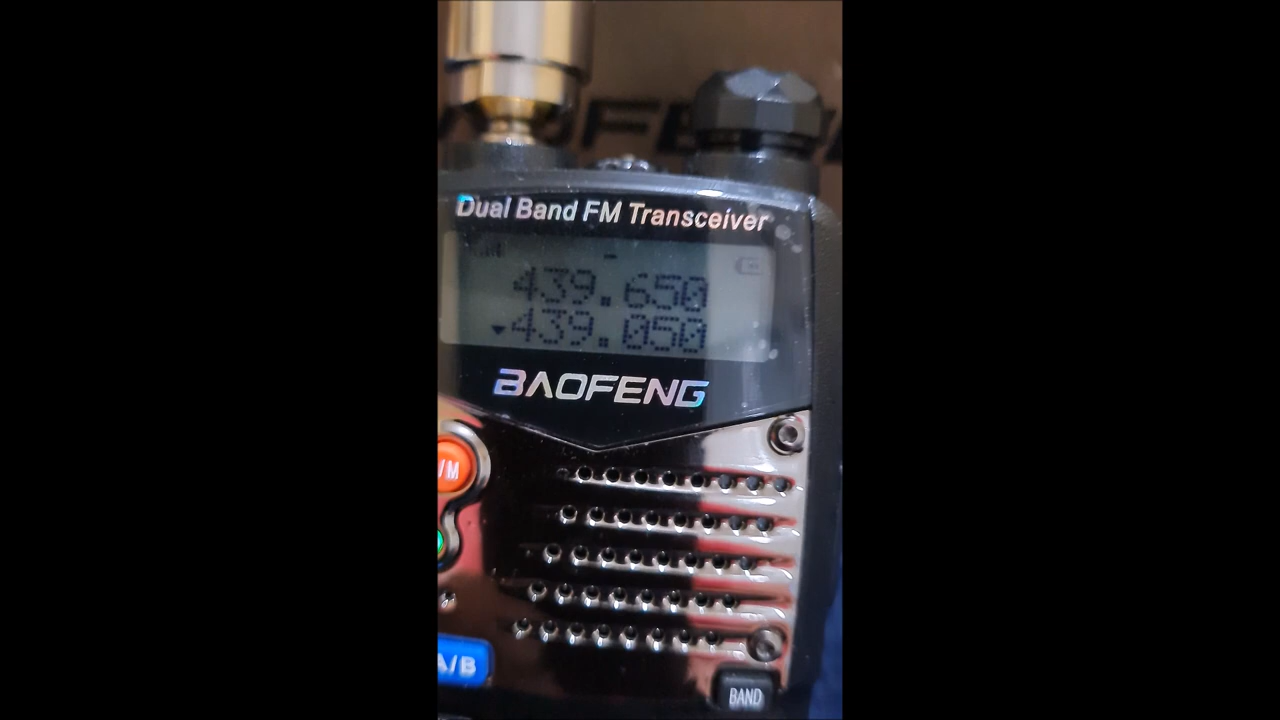 Dual Band FM Transceiver
439.650
439.050
BAOFENG
/M
A/B
BAND